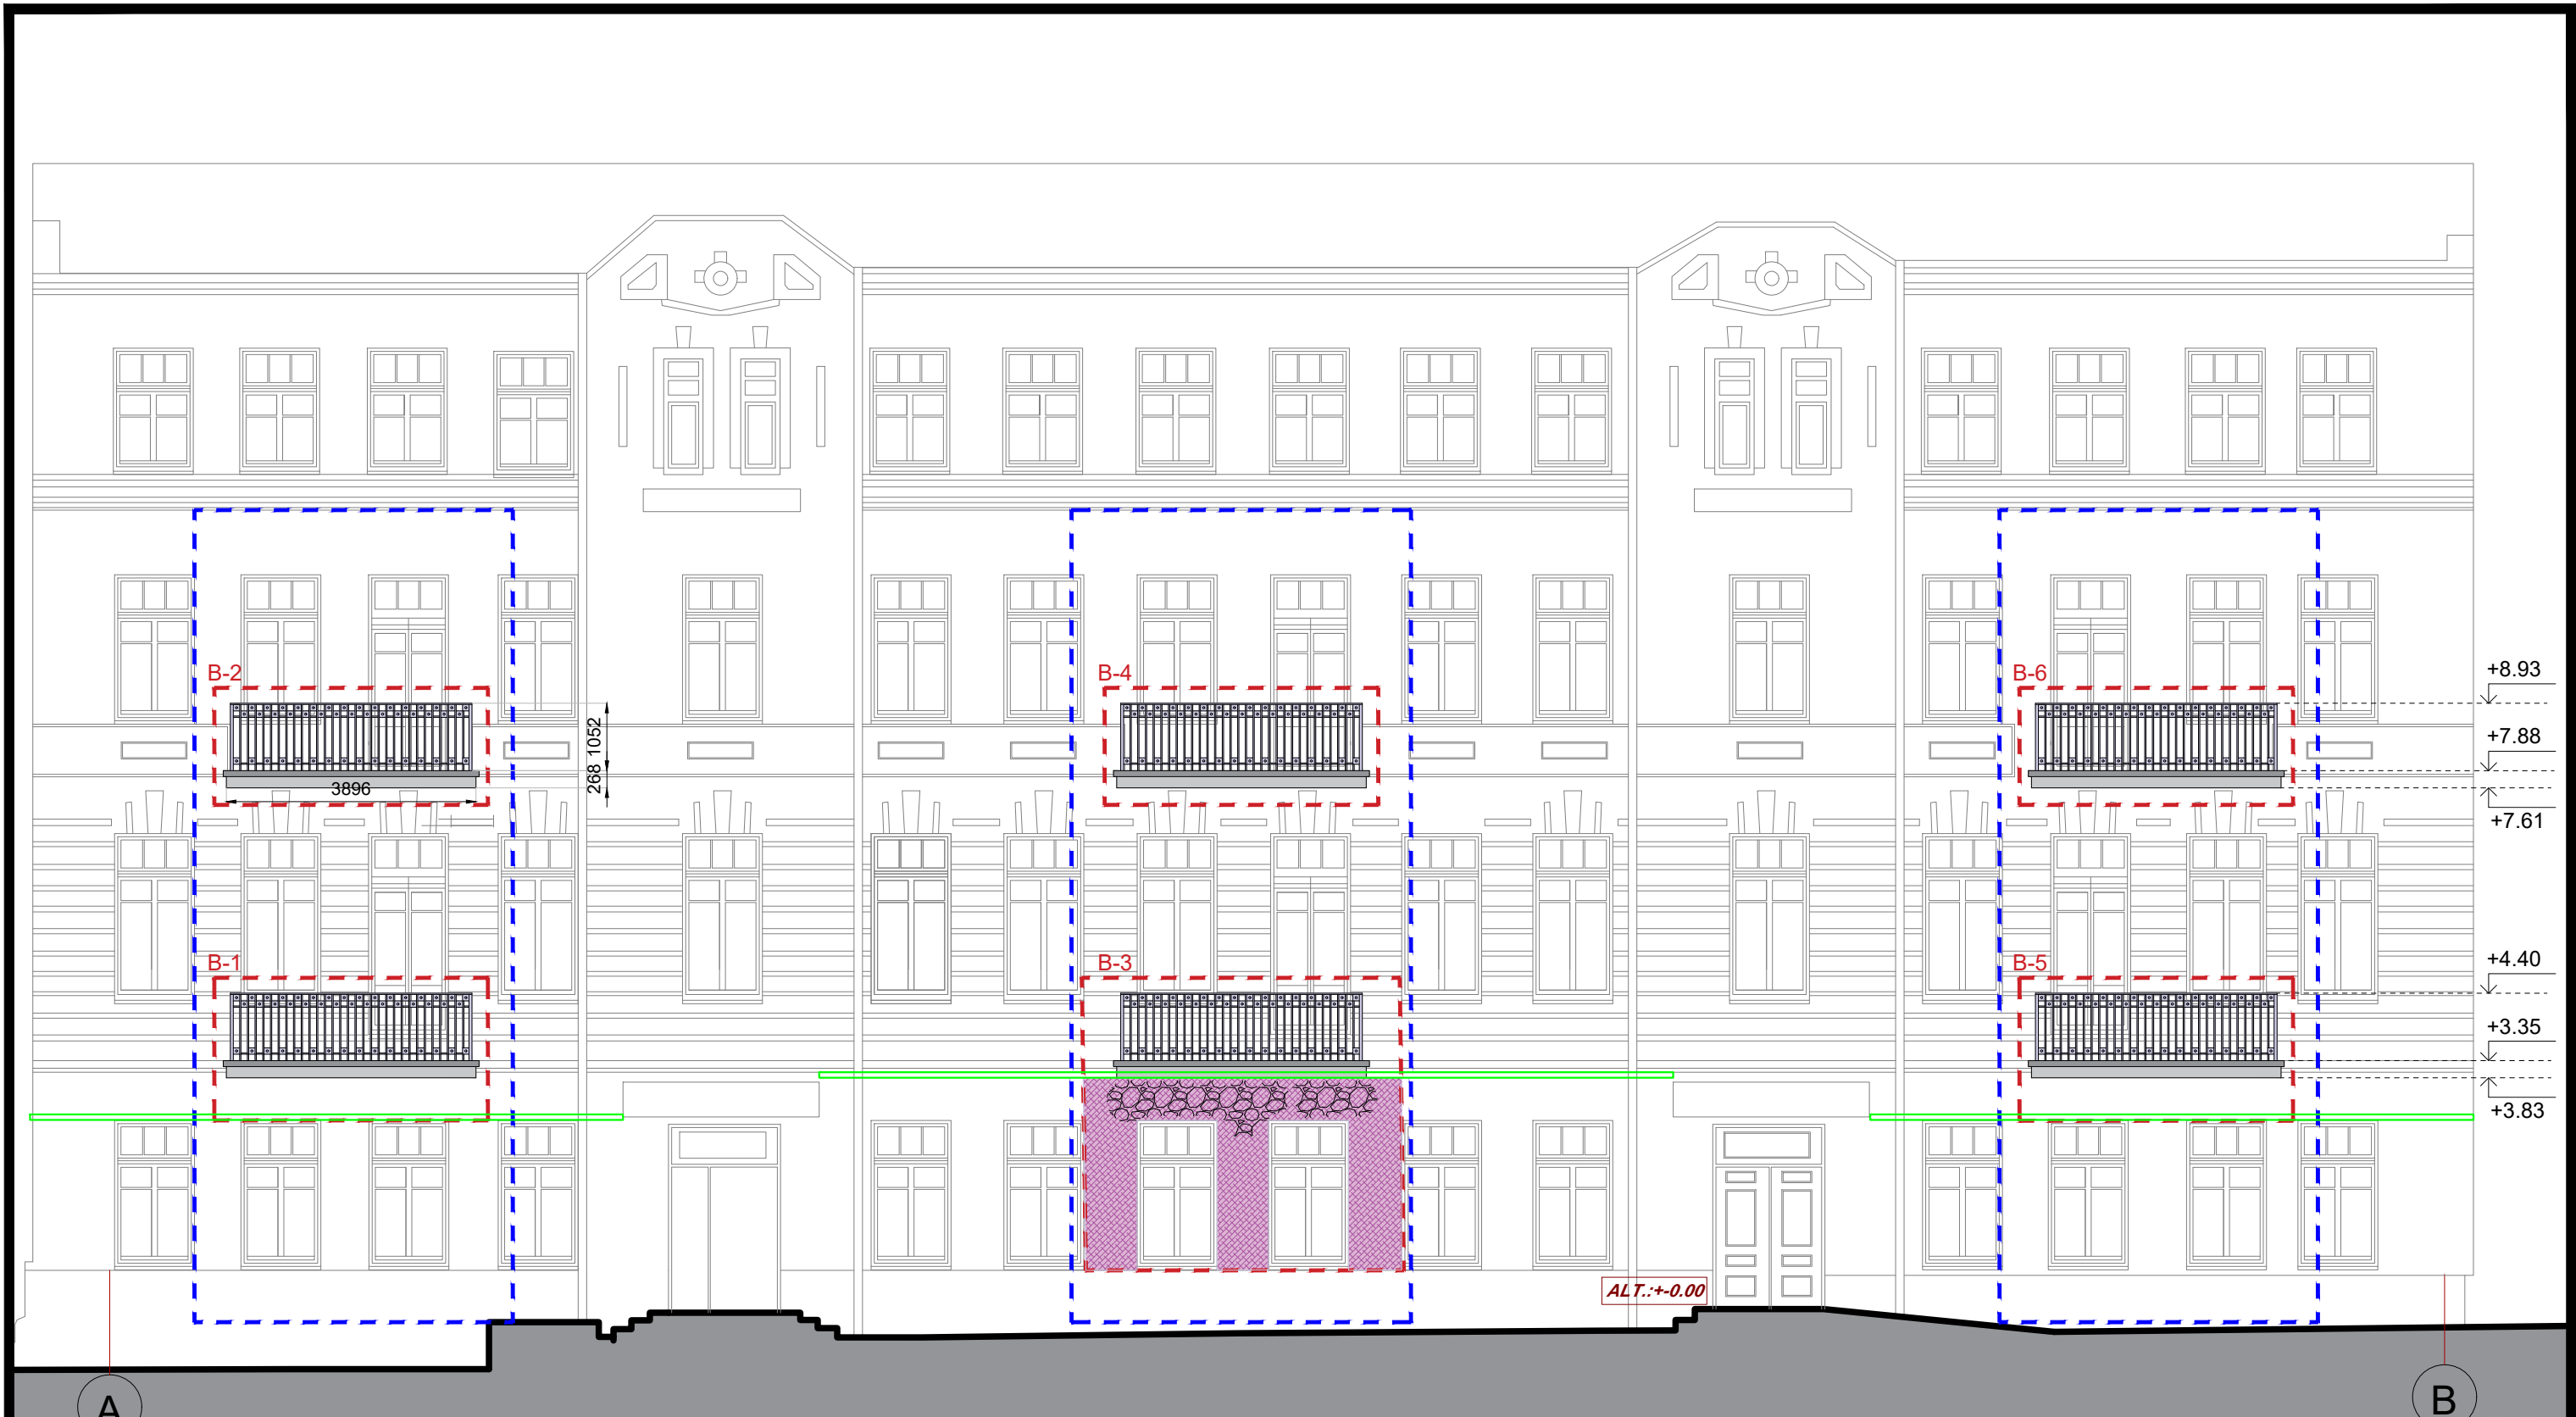 B-2
B-4
B-6
+8.93
1052
+7.88
268
3896
+7.61
B-1
B-3
B-5
+4.40
+3.35
+3.83
ALT.:+-0.00
A
B